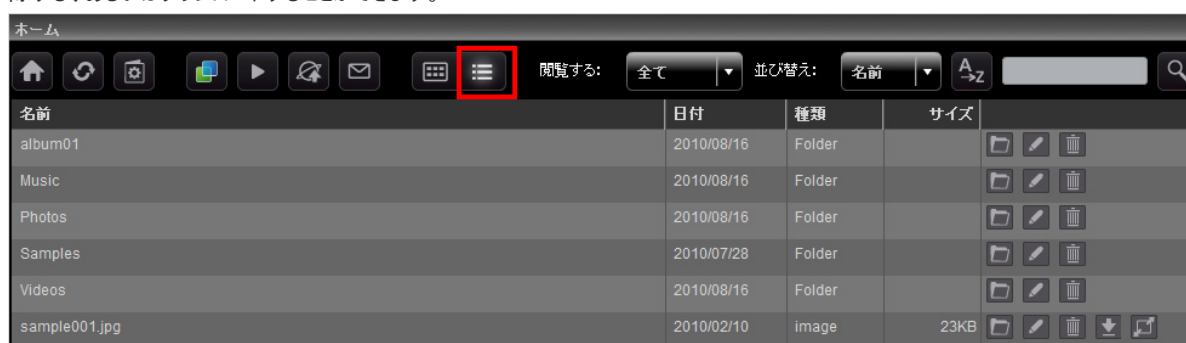 ホーム
閲覧する: 全て 並び替え: 名前 A→Z
名前 日付 種類 サイズ
album01 2010/08/16 Folder
Music 2010/08/16 Folder
Photos 2010/08/16 Folder
Samples 2010/07/28 Folder
Videos 2010/08/16 Folder
sample001.jpg 2010/02/10 image 23KB